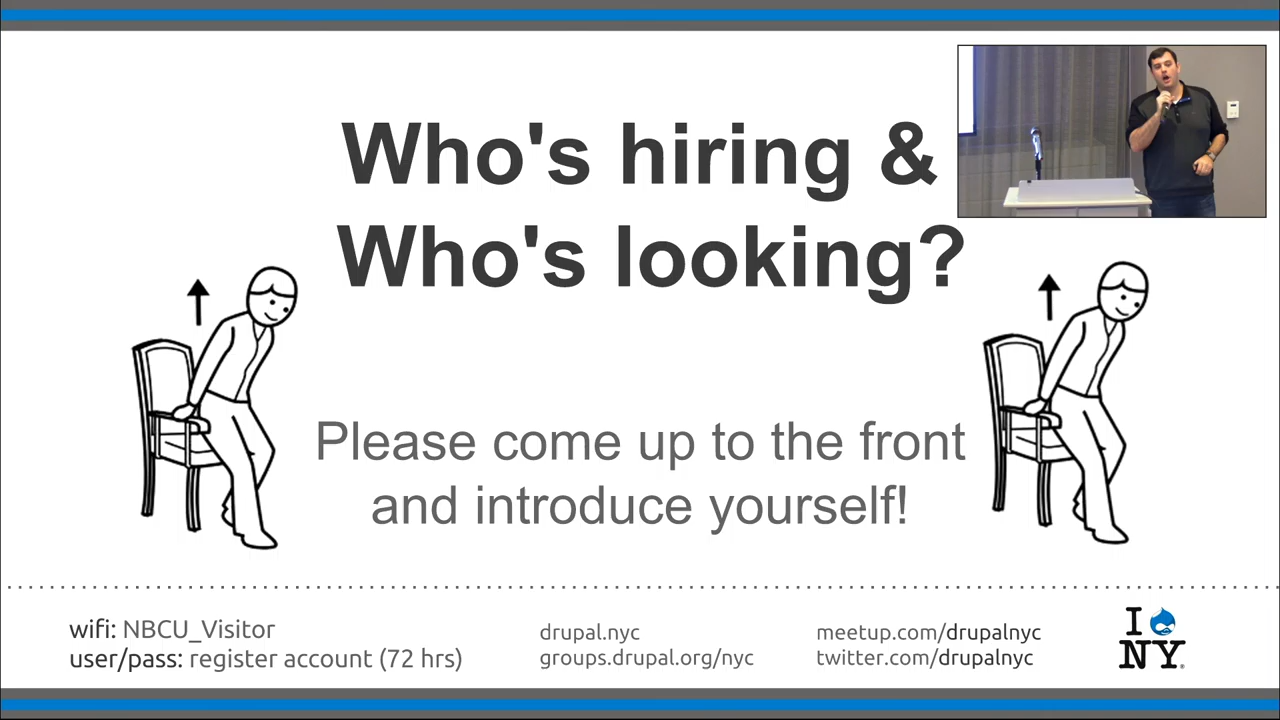 Who's hiring &
Who's looking?
Please come up to the front
and introduce yourself!
wifi: NBCU_Visitor
user/pass: register account (72 hrs)
drupal.nyc
groups.drupal.org/nyc
meetup.com/drupalnyc
twitter.com/drupalnyc
I
NY®